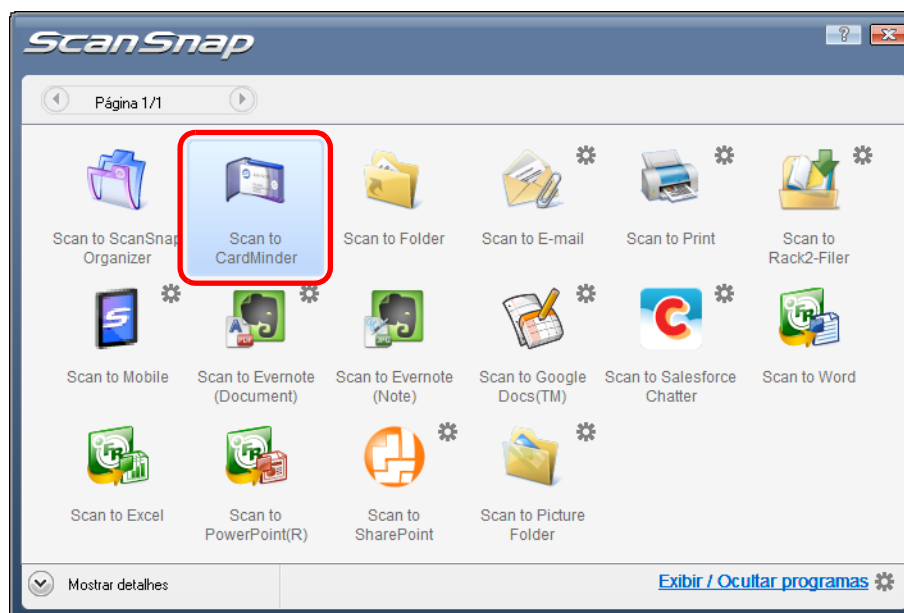 ScanSnap
?
Página 1/1
Scan to ScanSnap
Organizer
Scan to
CardMinder
Scan to Folder
Scan to E-mail
Scan to Print
Scan to
Rack2-Filer
Scan to Mobile
Scan to Evernote
(Document)
Scan to Evernote
(Note)
Scan to Google
Docs(TM)
Scan to Salesforce
Chatter
Scan to Word
Scan to Excel
Scan to
PowerPoint(R)
Scan to
SharePoint
Scan to Picture
Folder
Mostrar detalhes
Exibir / Ocultar programas